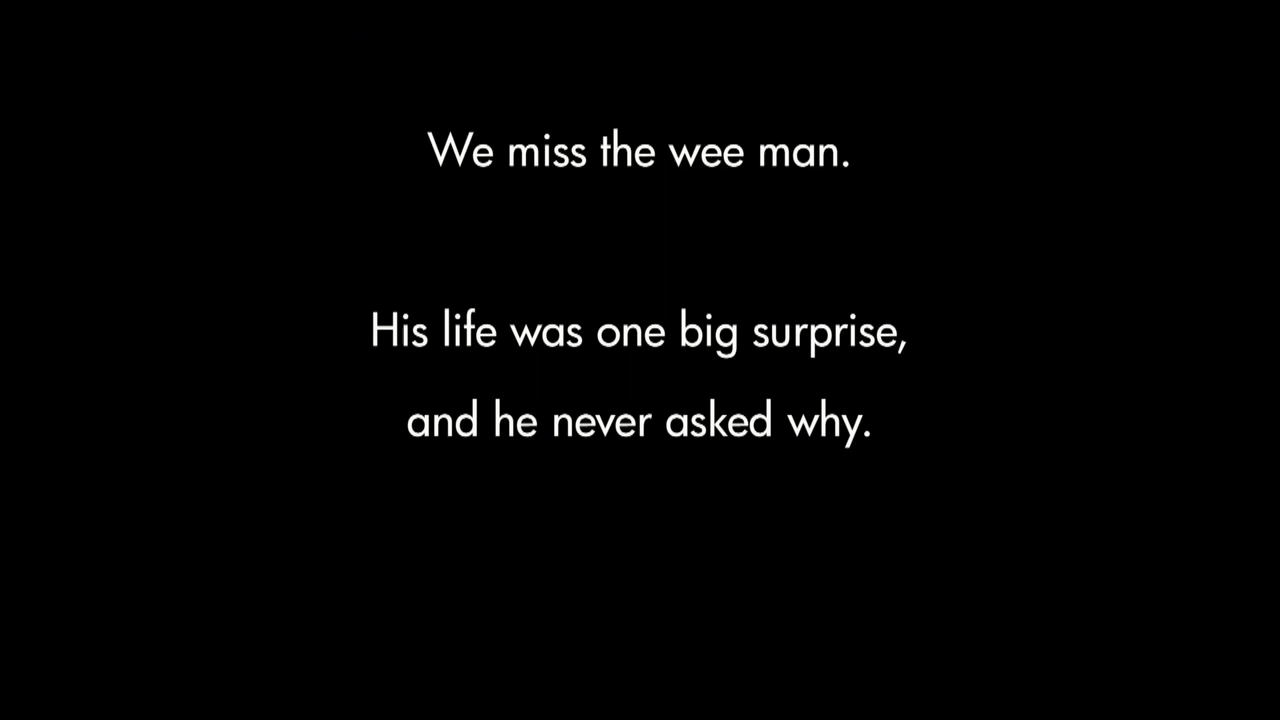 We miss the wee man.
His life was one big surprise,
and he never asked why.